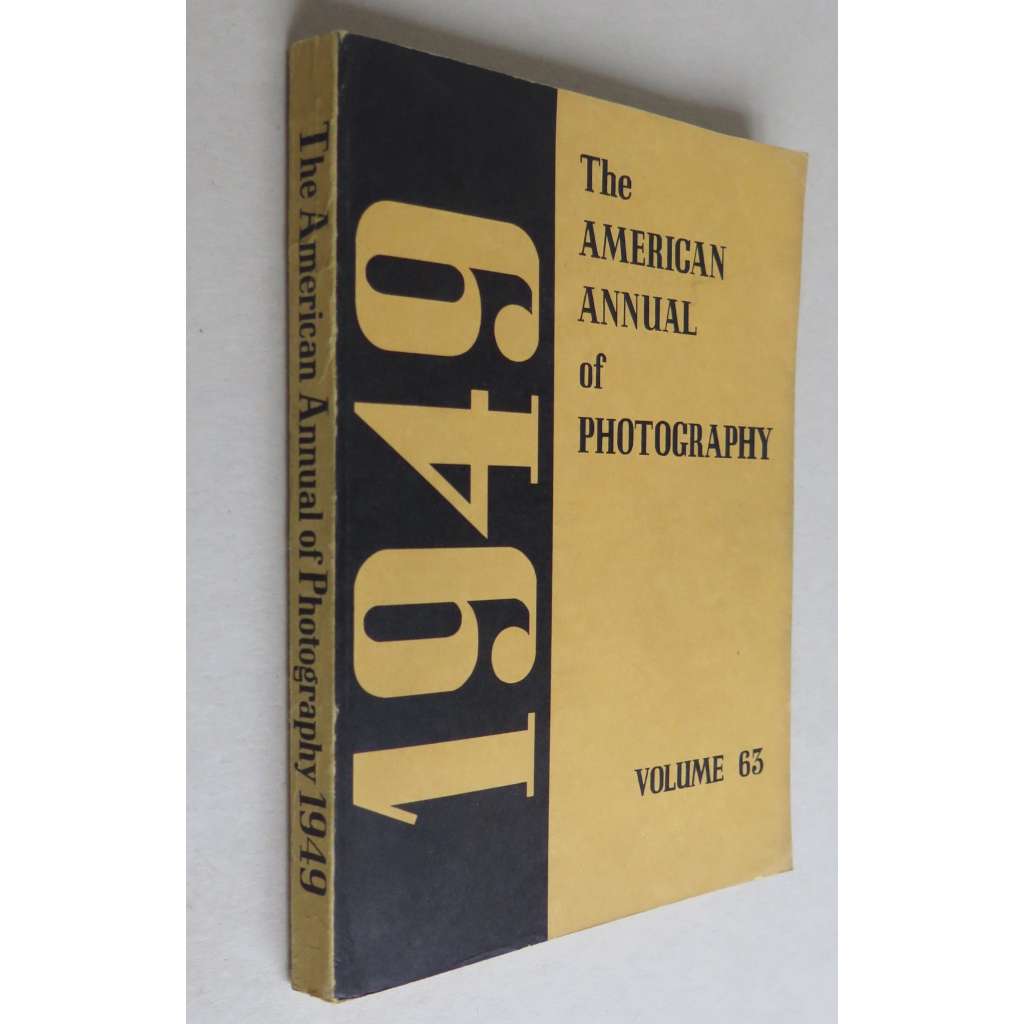 The American Annual of Photography 1949
1949
The
AMERICAN
ANNUAL
of
PHOTOGRAPHY
VOLUME 63